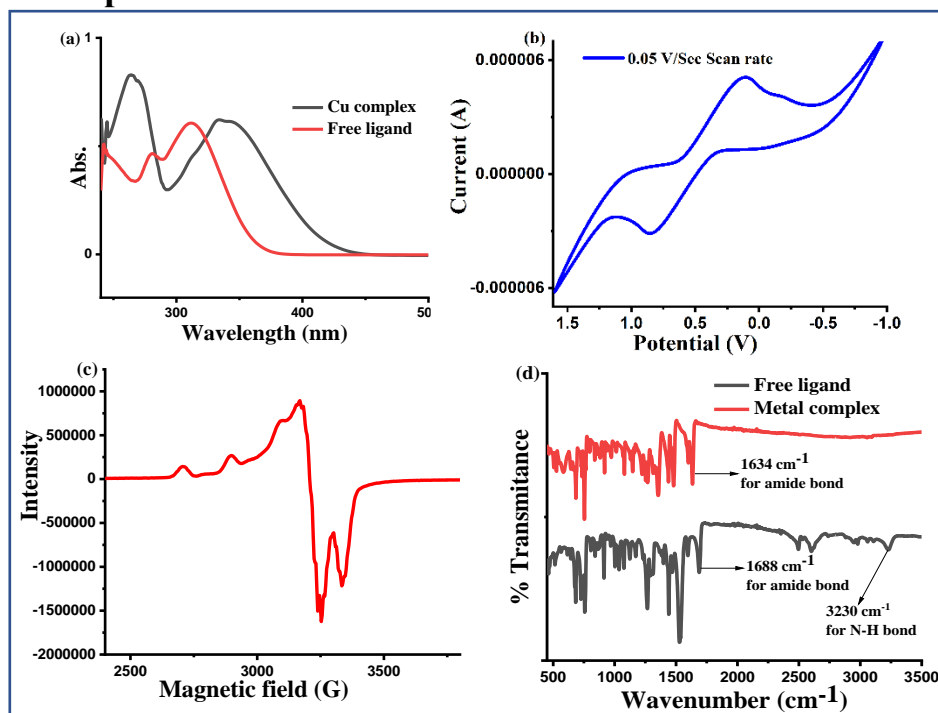 (a)
1
Cu complex
Free ligand
Abs.
0
300
400
50
Wavelength (nm)
(b)
0.05 V/Sec Scan rate
0.000006
0.000000
-0.000006
Current (A)
1.5
1.0
0.5
0.0
-0.5
-1.0
Potential (V)
(c)
1000000
500000
0
-500000
-1000000
-1500000
-2000000
Intensity
2500
3000
3500
Magnetic field (G)
(d)
Free ligand
Metal complex
1634 cm-1
for amide bond
1688 cm-1
for amide bond
3230 cm-1
for N-H bond
% Transmitance
500
1000
1500
2000
2500
3000
3500
Wavenumber (cm-1)